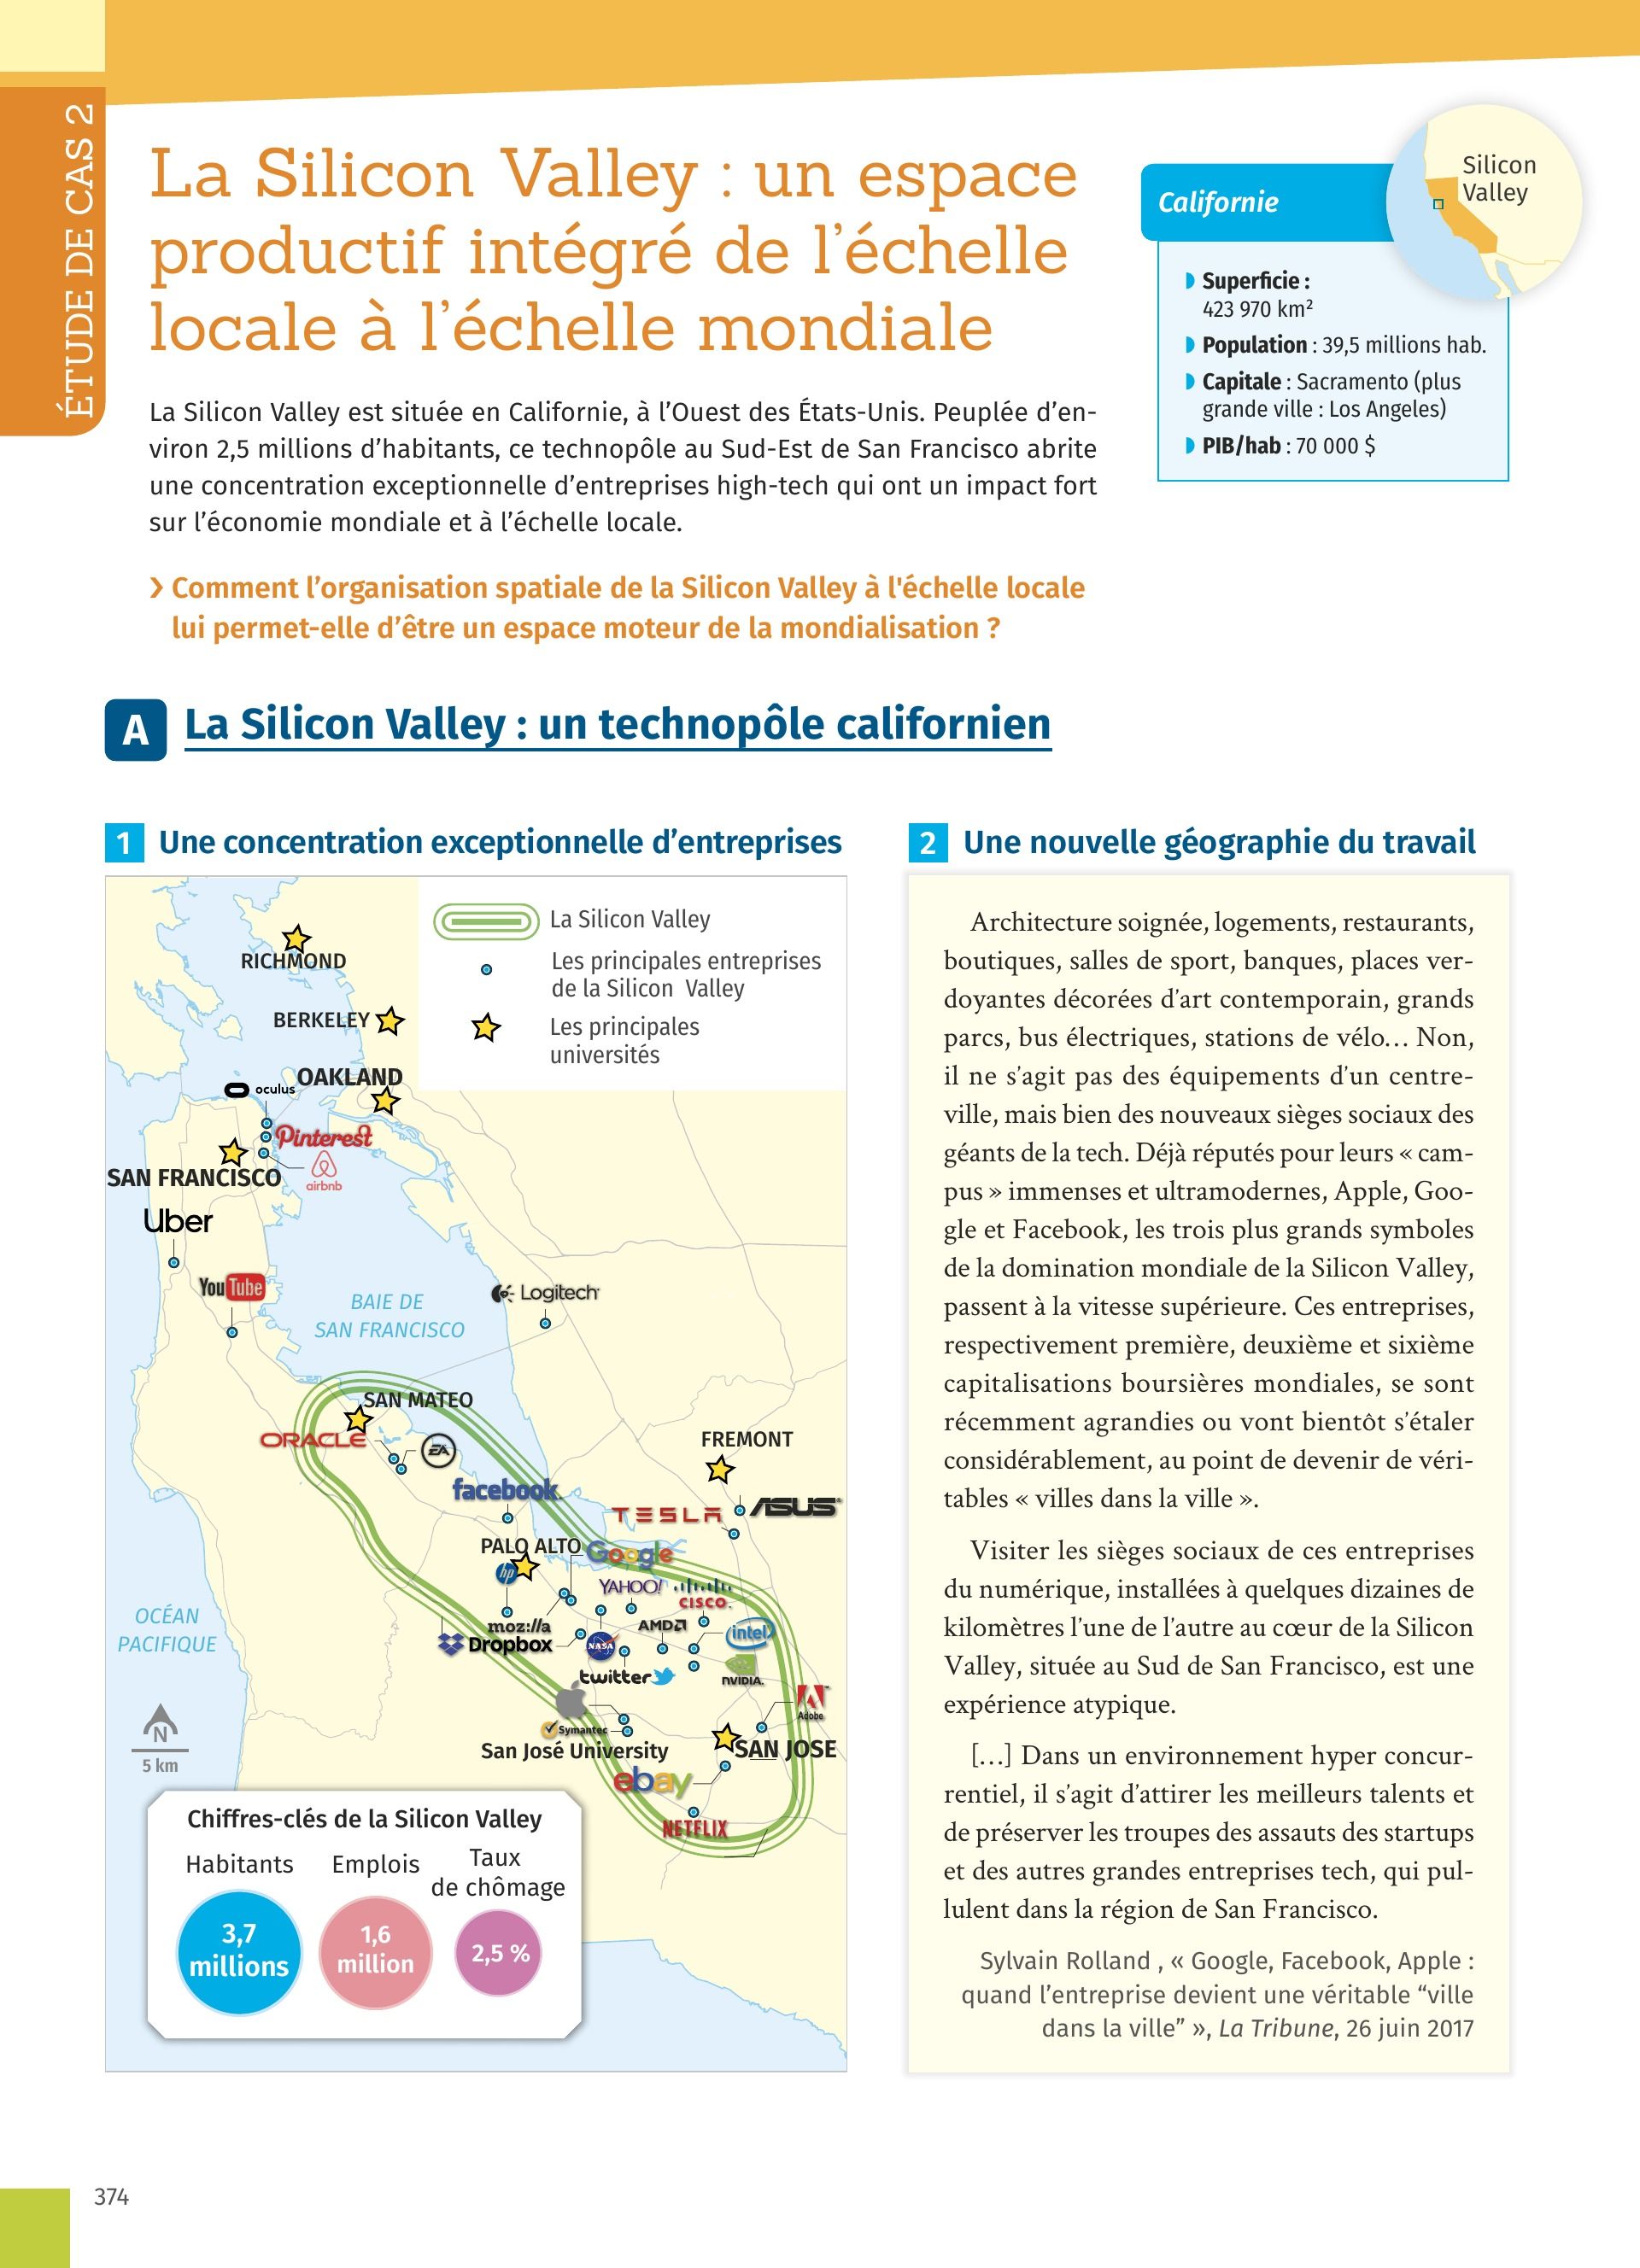 ÉTUDE DE CAS 2
La Silicon Valley : un espace
productif intégré de l'échelle
locale à l'échelle mondiale
La Silicon Valley est située en Californie, à l'Ouest des États-Unis. Peuplée d'en-
viron 2,5 millions d'habitants, ce technopôle au Sud-Est de San Francisco abrite
une concentration exceptionnelle d'entreprises high-tech qui ont un impact fort
sur l'économie mondiale et à l'échelle locale.
› Comment l'organisation spatiale de la Silicon Valley à l'échelle locale
lui permet-elle d'être un espace moteur de la mondialisation ?
Californie
Silicon
Valley
Superficie :
423 970 km²
Population : 39,5 millions hab.
Capitale : Sacramento (plus
grande ville : Los Angeles)
PIB/hab : 70 000 $
A La Silicon Valley : un technopôle californien
1 Une concentration exceptionnelle d'entreprises
La Silicon Valley
Les principales entreprises
de la Silicon Valley
Les principales
universités
RICHMOND
BERKELEY
OAKLAND
oculus
Pinterest
SAN FRANCISCO
airbnb
Uber
YouTube
Logitech
BAIE DE
SAN FRANCISCO
SAN MATEO
ORACLE
EA
FREMONT
facebook
TESLA
ASUS
PALO ALTO
Google
hp
YAHOO!
CISCO
moz://a
AMD
intel
Dropbox
NASA
twitter
NVIDIA
OCÉAN
PACIFIQUE
Adobe
Symantec
San José University
SAN JOSE
ebay
NETFLIX
N
5 km
Chiffres-clés de la Silicon Valley
Habitants
Emplois
Taux
de chômage
3,7
millions
1,6
million
2,5 %
2 Une nouvelle géographie du travail
Architecture soignée, logements, restaurants,
boutiques, salles de sport, banques, places ver-
doyantes décorées d'art contemporain, grands
parcs, bus électriques, stations de vélo… Non,
il ne s'agit pas des équipements d'un centre-
ville, mais bien des nouveaux sièges sociaux des
géants de la tech. Déjà réputés pour leurs « cam-
pus » immenses et ultramodernes, Apple, Goo-
gle et Facebook, les trois plus grands symboles
de la domination mondiale de la Silicon Valley,
passent à la vitesse supérieure. Ces entreprises,
respectivement première, deuxième et sixième
capitalisations boursières mondiales, se sont
récemment agrandies ou vont bientôt s'étaler
considérablement, au point de devenir de véri-
tables « villes dans la ville ».
Visiter les sièges sociaux de ces entreprises
du numérique, installées à quelques dizaines de
kilomètres l'une de l'autre au cœur de la Silicon
Valley, située au Sud de San Francisco, est une
expérience atypique.
[…] Dans un environnement hyper concur-
rentiel, il s'agit d'attirer les meilleurs talents et
de préserver les troupes des assauts des startups
et des autres grandes entreprises tech, qui pul-
lulent dans la région de San Francisco.
Sylvain Rolland , « Google, Facebook, Apple :
quand l'entreprise devient une véritable “ville
dans la ville” », La Tribune, 26 juin 2017
374